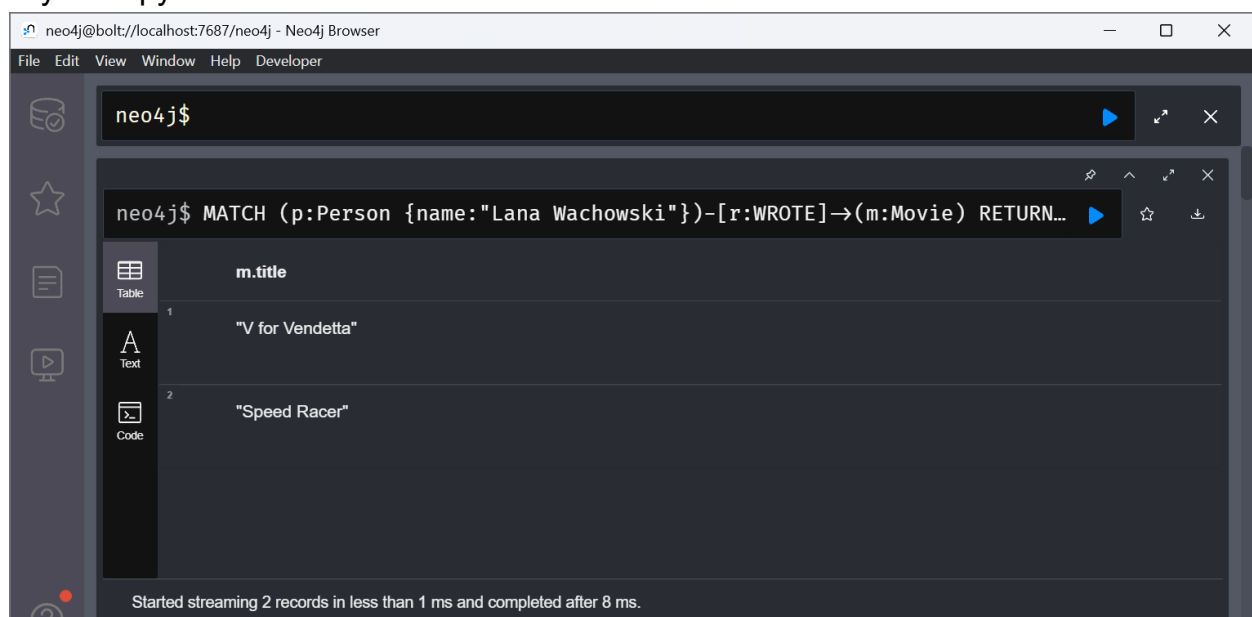 neo4j@bolt://localhost:7687/neo4j - Neo4j Browser
File Edit View Window Help Developer
neo4j$
neo4j$ MATCH (p:Person {name:"Lana Wachowski"})-[r:WROTE]→(m:Movie) RETURN…
Table
m.title
1
"V for Vendetta"
Text
2
"Speed Racer"
Code
Started streaming 2 records in less than 1 ms and completed after 8 ms.